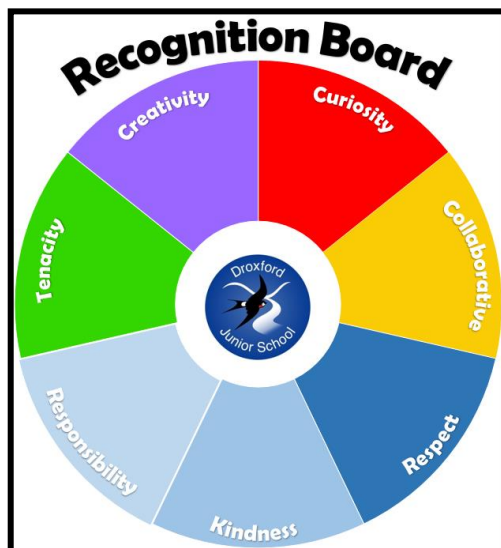 Recognition Board
Creativity
Curiosity
Tenacity
Collaborative
Droxford
Junior School
Responsibility
Respect
Kindness